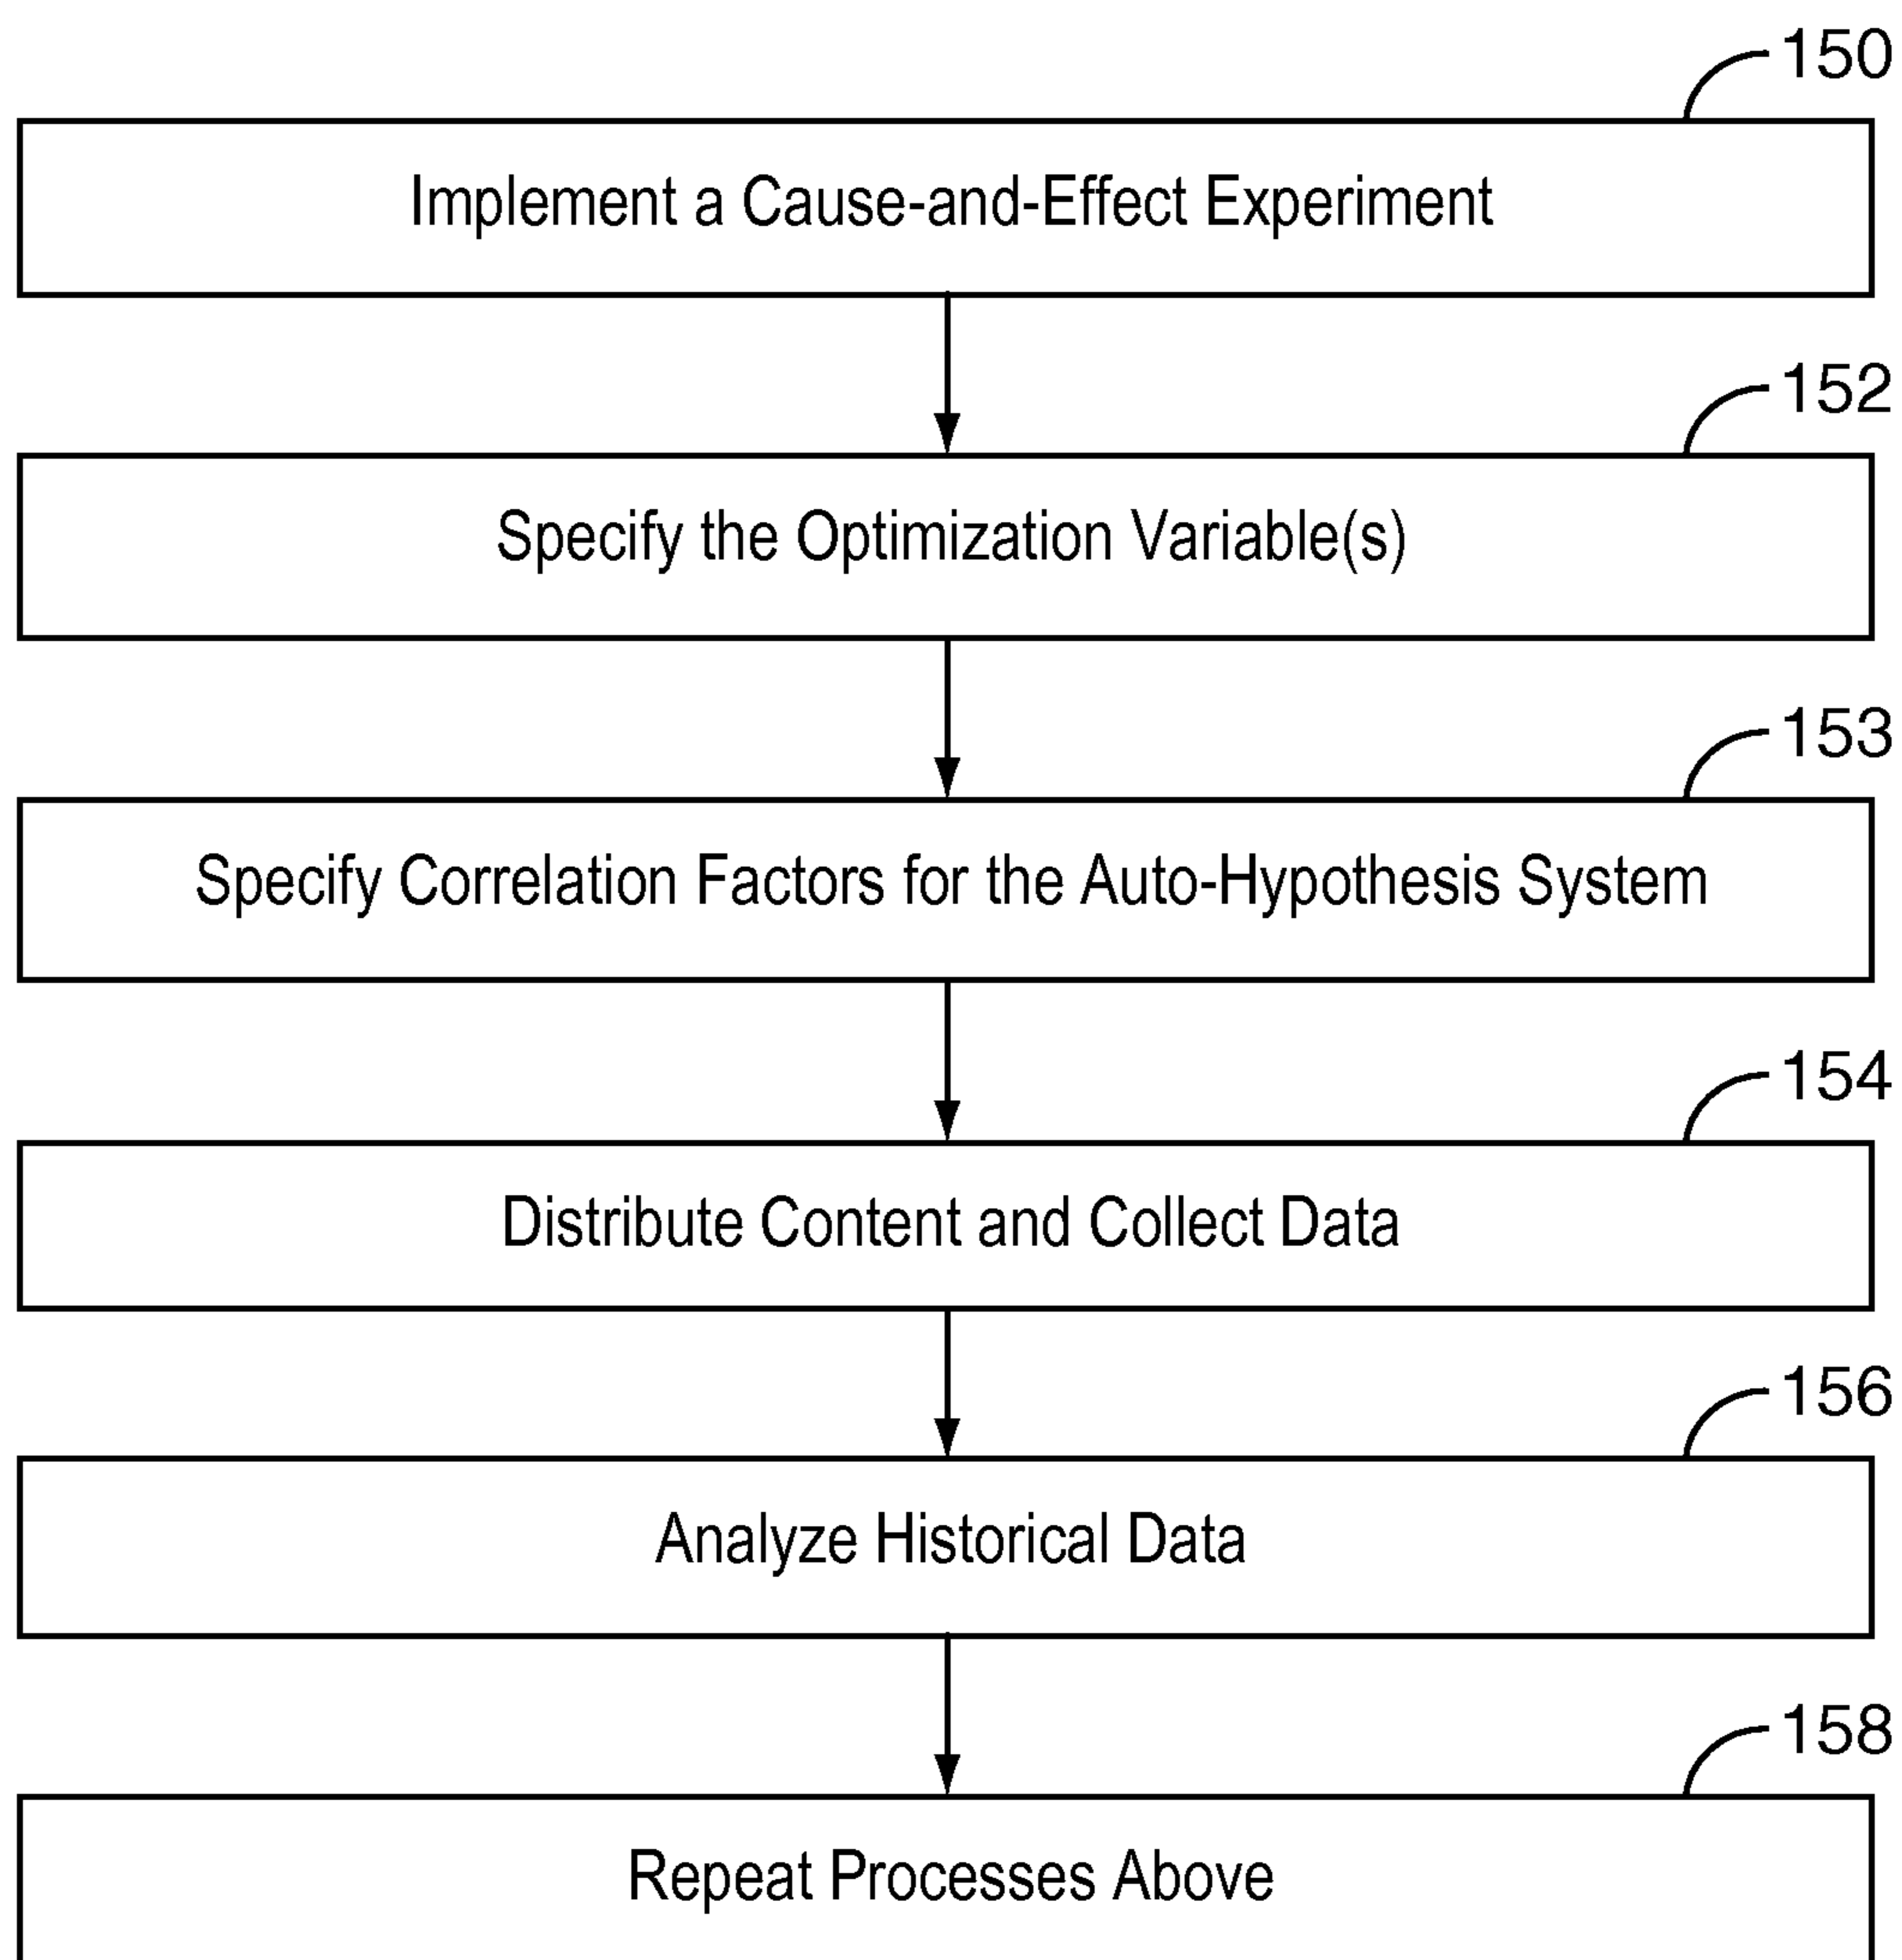 150
Implement a Cause-and-Effect Experiment
152
Specify the Optimization Variable(s)
153
Specify Correlation Factors for the Auto-Hypothesis System
154
Distribute Content and Collect Data
156
Analyze Historical Data
158
Repeat Processes Above